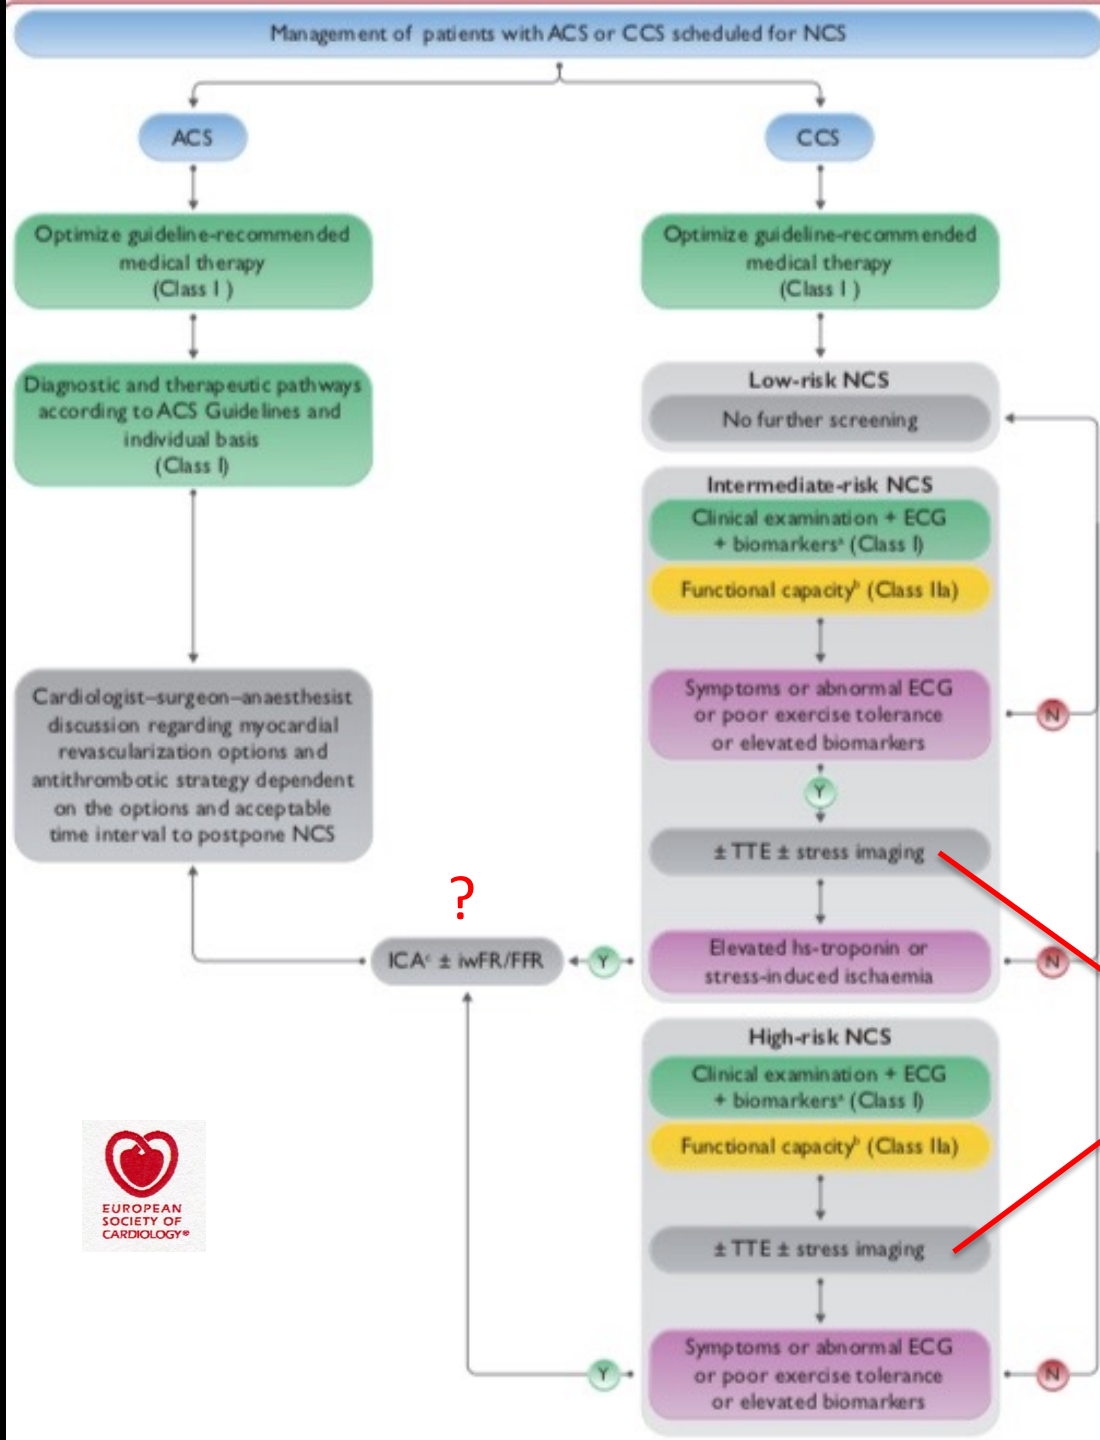 Management of patients with ACS or CCS scheduled for NCS
ACS
Optimize guideline-recommended
medical therapy
(Class I )
Diagnostic and therapeutic pathways
according to ACS Guidelines and
individual basis
(Class I)
Cardiologist–surgeon–anaesthesist
discussion regarding myocardial
revascularization options and
antithrombotic strategy dependent
on the options and acceptable
time interval to postpone NCS
CCS
Optimize guideline-recommended
medical therapy
(Class I )
Low-risk NCS
No further screening
Intermediate-risk NCS
Clinical examination + ECG
+ biomarkersᵃ (Class I)
Functional capacityᵇ (Class IIa)
Symptoms or abnormal ECG
or poor exercise tolerance
or elevated biomarkers
N
Y
± TTE ± stress imaging
Elevated hs-troponin or
stress-induced ischaemia
N
Y
?
ICAᶜ ± iwFR/FFR
High-risk NCS
Clinical examination + ECG
+ biomarkersᵃ (Class I)
Functional capacityᵇ (Class IIa)
± TTE ± stress imaging
Symptoms or abnormal ECG
or poor exercise tolerance
or elevated biomarkers
Y
N
EUROPEAN
SOCIETY OF
CARDIOLOGY®